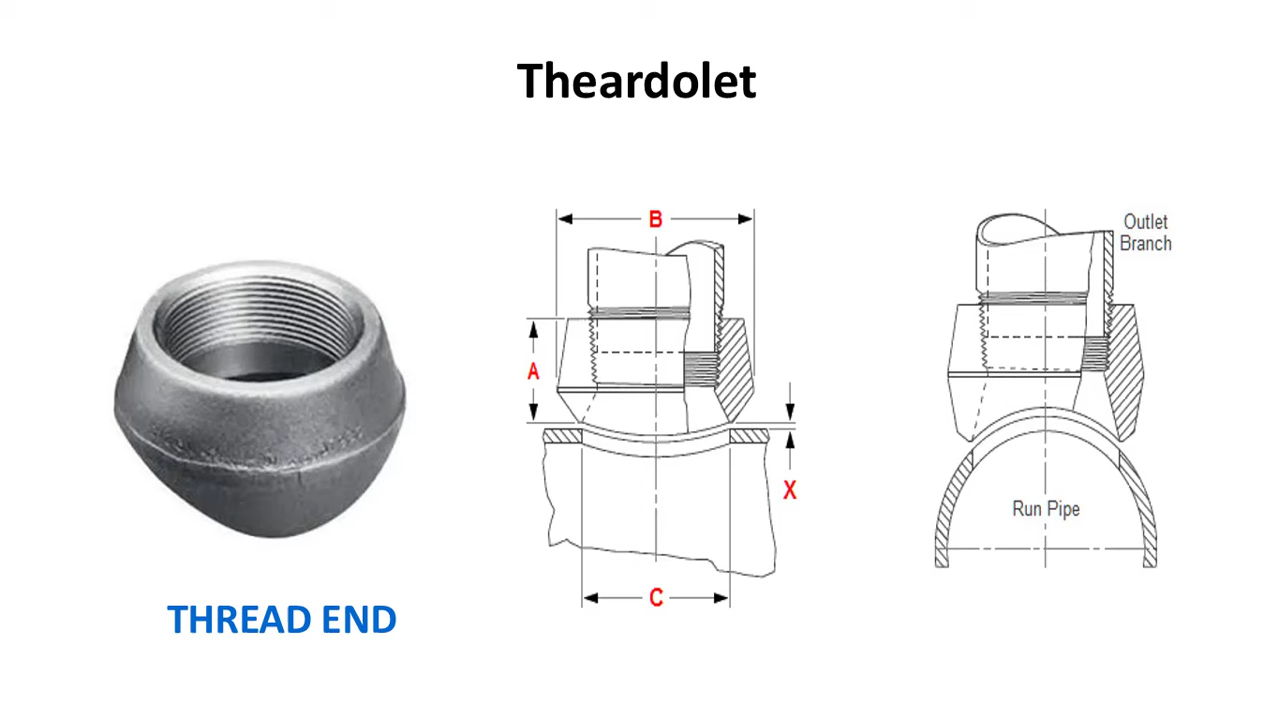 Theardolet
B
Outlet
Branch
A
X
Run Pipe
C
THREAD END